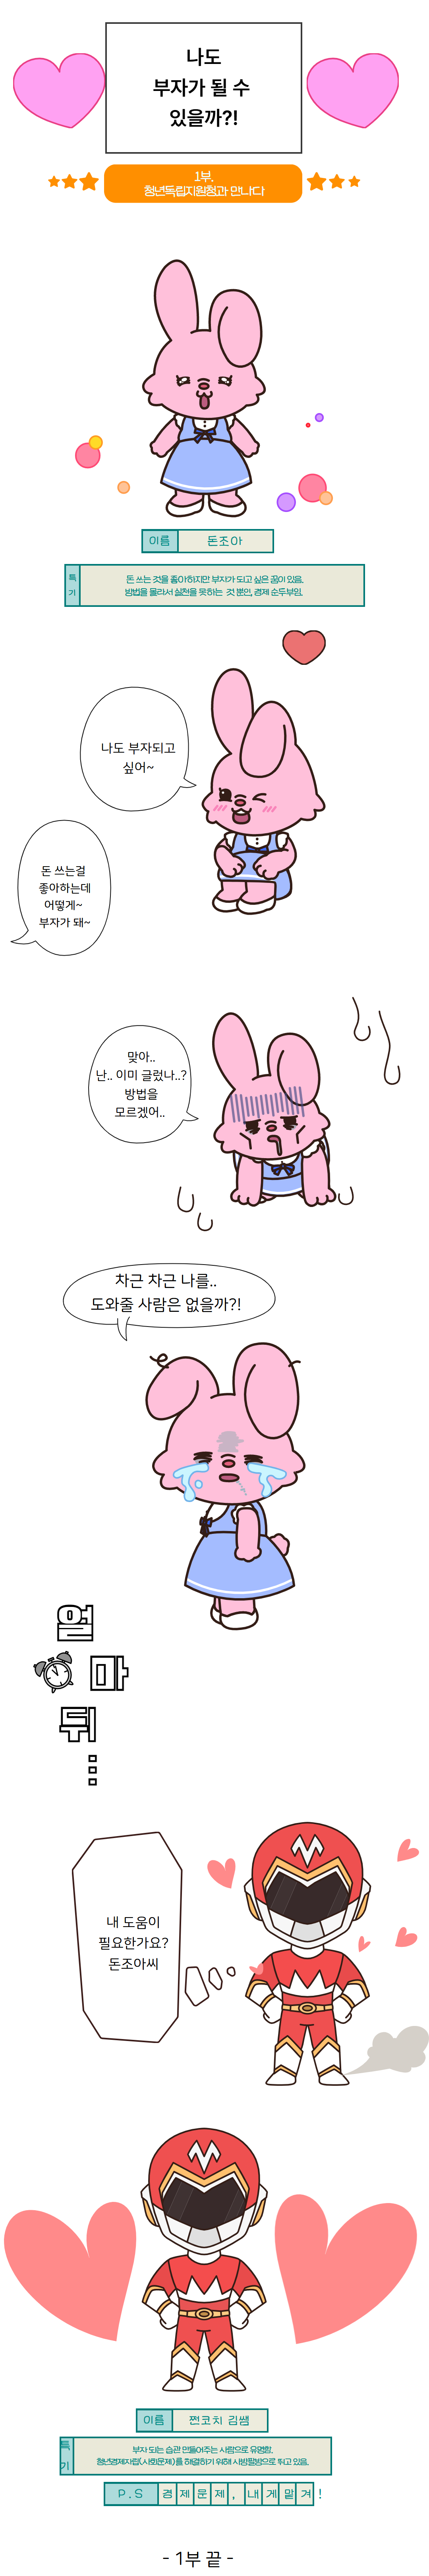 나도
부자가 될 수
있을까?!
1부.
청년독립지원청과 만나다
이름 돈조아
특기
돈 쓰는 것을 좋아하지만 부자가 되고 싶은 꿈이 있음.
방법을 몰라서 실천을 못하는 것 뿐인, 경제 순두부임.
나도 부자되고
싶어~
돈 쓰는걸
좋아하는데
어떻게~
부자가 돼~
맞아..
난.. 이미 글렀나..?
방법을
모르겠어..
차근 차근 나를..
도와줄 사람은 없을까?!
얼
마
뒤
...
내 도움이
필요한가요?
돈조아씨
이름 쩐코치 김쌤
특기
부자 되는 습관 만들어주는 사람으로 유명함.
청년경제자립(사회문제)를 해결하기 위해 사방팔방으로 뛰고 있음.
P.S 경제문제, 내게 맡겨!
- 1부 끝 -